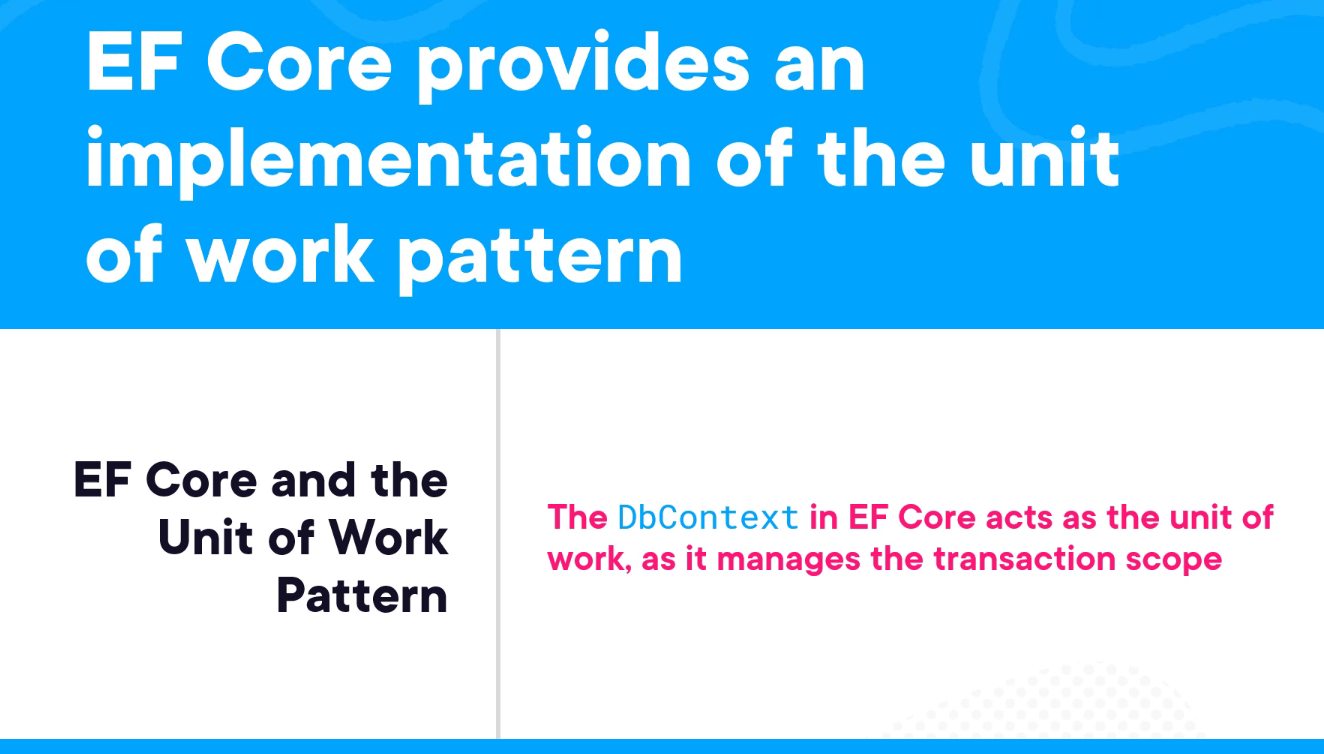 EF Core provides an
implementation of the unit
of work pattern
EF Core and the
Unit of Work
Pattern
The DbContext in EF Core acts as the unit of
work, as it manages the transaction scope